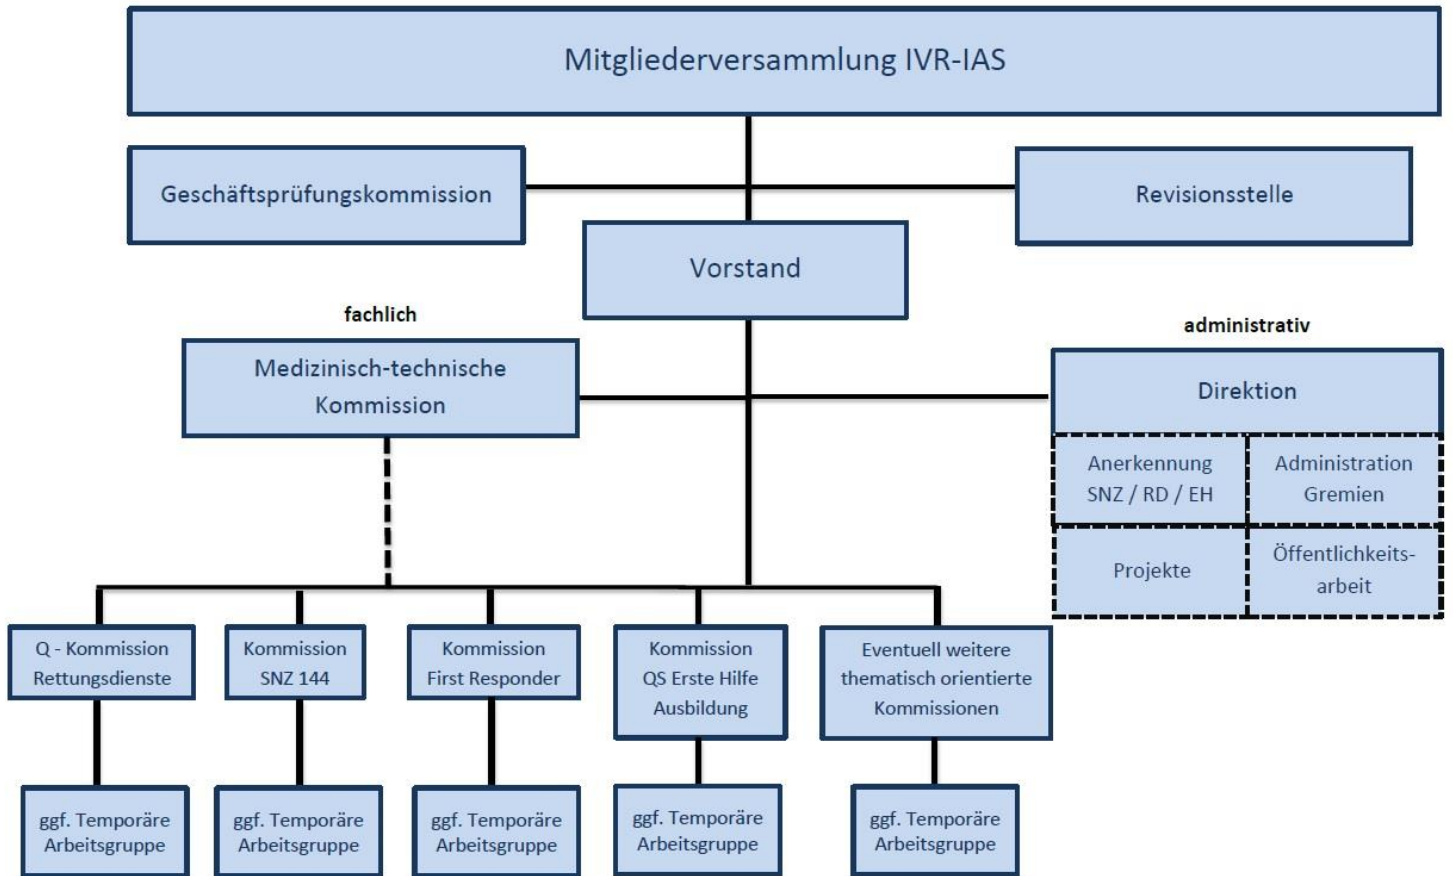 Mitgliederversammlung IVR-IAS
Geschäftsprüfungskommission
Revisionsstelle
Vorstand
fachlich
administrativ
Medizinisch-technische
Kommission
Direktion
Anerkennung
SNZ / RD / EH
Administration
Gremien
Projekte
Öffentlichkeits-
arbeit
Q - Kommission
Rettungsdienste
Kommission
SNZ 144
Kommission
First Responder
Kommission
QS Erste Hilfe
Ausbildung
Eventuell weitere
thematisch orientierte
Kommissionen
ggf. Temporäre
Arbeitsgruppe
ggf. Temporäre
Arbeitsgruppe
ggf. Temporäre
Arbeitsgruppe
ggf. Temporäre
Arbeitsgruppe
ggf. Temporäre
Arbeitsgruppe